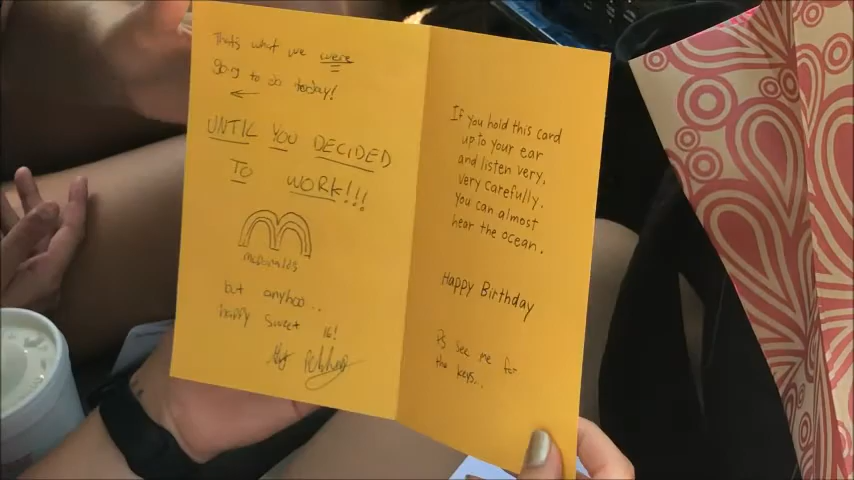 That's what we were
going to do today!
UNTIL YOU DECIDED
TO WORK!!!
McDonalds
but anyhoo...
happy sweet 16!
If you hold this card
up to your ear
and listen very,
very carefully.
you can almost
hear the ocean.
Happy Birthday
PS see me for
the keys...